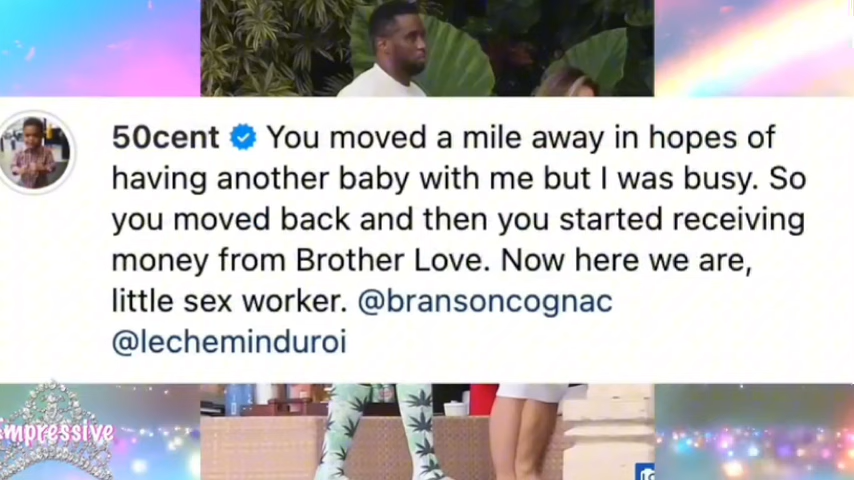 50cent You moved a mile away in hopes of
having another baby with me but I was busy. So
you moved back and then you started receiving
money from Brother Love. Now here we are,
little sex worker. @bransoncognac
@lecheminduroi
mpressive